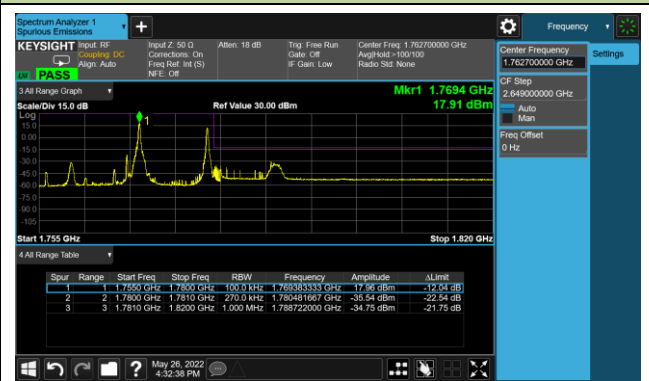 Spectrum Analyzer 1
Spurious Emissions
Frequency
KEYSIGHT
Input: RF
Coupling: DC
Align: Auto
Input Z: 50 Ω
Corrections: On
Freq Ref: Int (S)
NFE: Off
Atten: 18 dB
Trig: Free Run
Gate: Off
IF Gain: Low
Center Freq: 1.762700000 GHz
Avg|Hold:>100/100
Radio Std: None
PASS
3 All Range Graph
Mkr1 1.7694 GHz
Scale/Div 15.0 dB
Ref Value 30.00 dBm
17.91 dBm
Log
1
15.0
0.00
-15.0
-30.0
-45.0
-60.0
-75.0
-90.0
-105
Start 1.755 GHz
Stop 1.820 GHz
4 All Range Table
Spur Range Start Freq Stop Freq RBW Frequency Amplitude ΔLimit
1 1 1.7550 GHz 1.7800 GHz 100.0 kHz 1.769383333 GHz 17.96 dBm -12.04 dB
2 2 1.7800 GHz 1.7810 GHz 270.0 kHz 1.780481667 GHz -35.54 dBm -22.54 dB
3 3 1.7810 GHz 1.8200 GHz 1.000 MHz 1.788722000 GHz -34.75 dBm -21.75 dB
Center Frequency
1.762700000 GHz
Settings
CF Step
2.649000000 GHz
Auto
Man
Freq Offset
0 Hz
?
May 26, 2022
4:32:38 PM